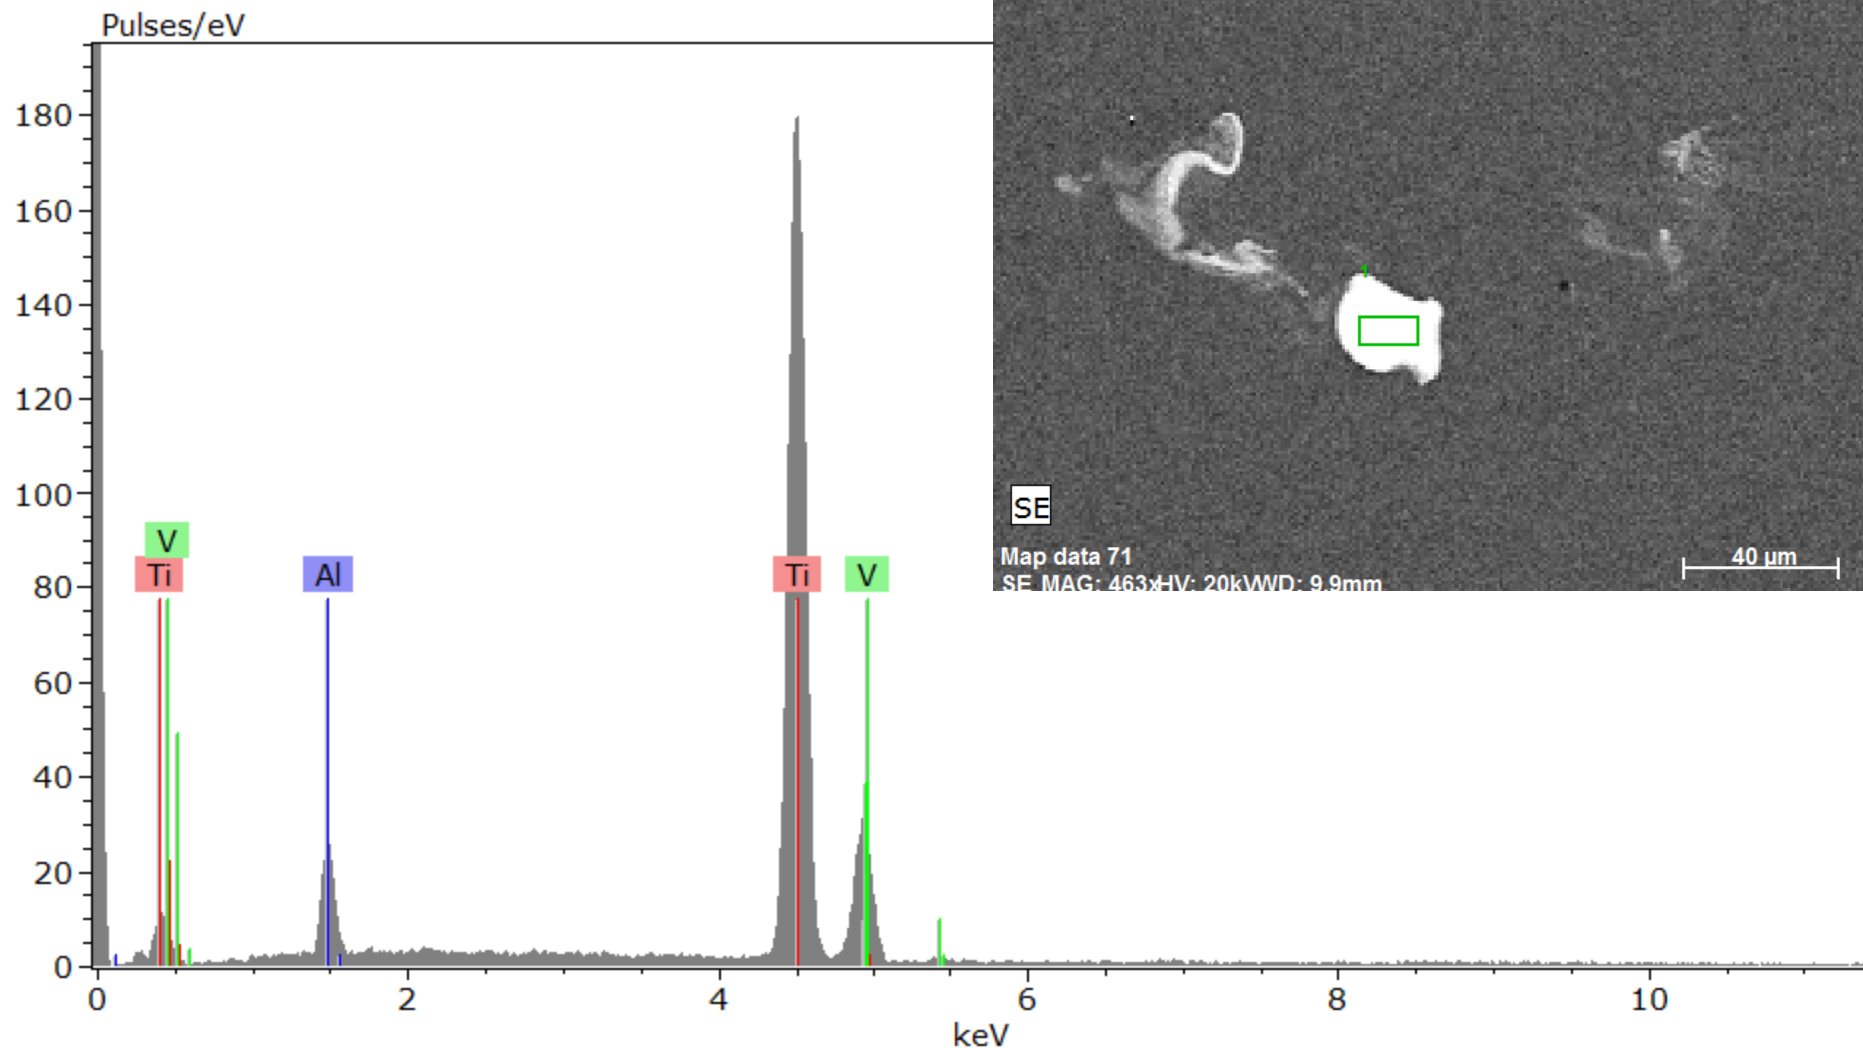 Pulses/eV
180
160
140
120
100
80
60
40
20
0
V
Ti
Al
Ti
V
0 2 4 6 8 10
keV
SE
Map data 71
SE MAG: 463x HV: 20kV WD: 9.9mm
40 µm
1